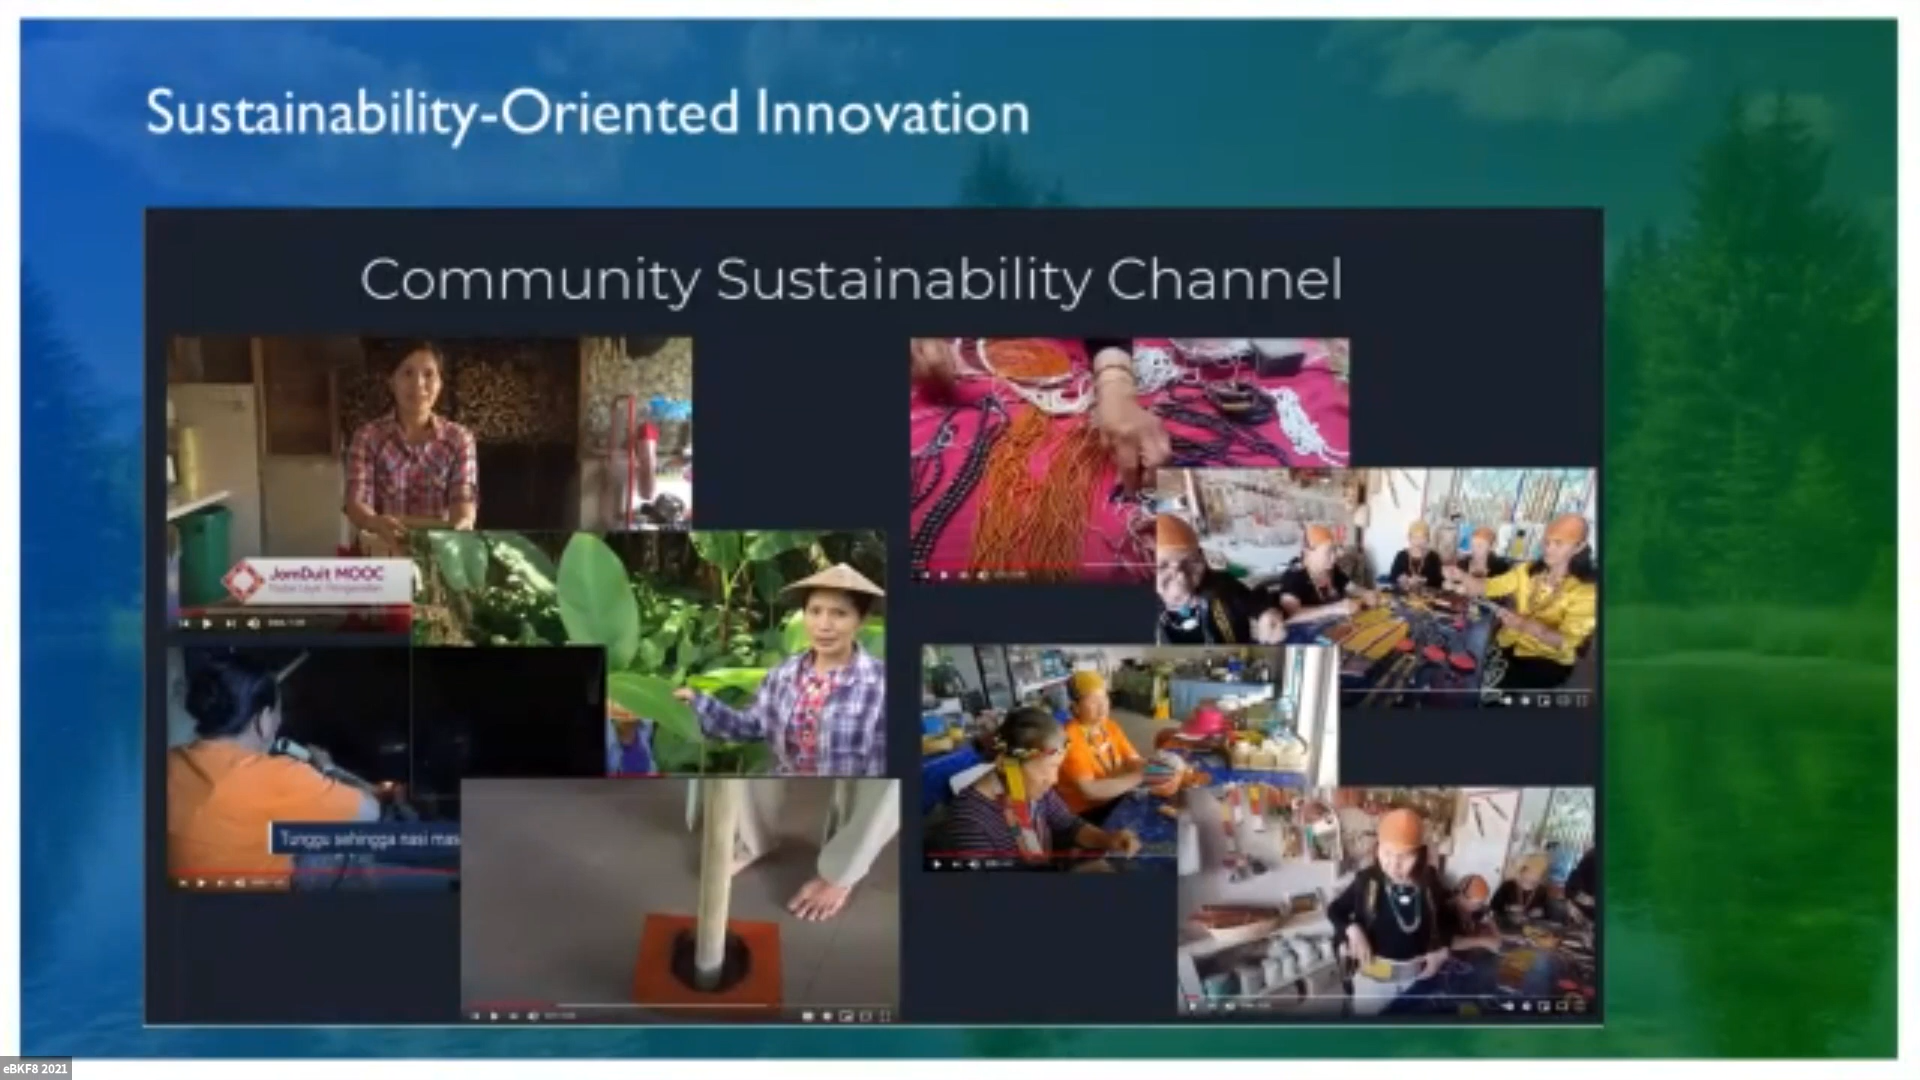 Sustainability-Oriented Innovation
Community Sustainability Channel
JomDuit MOOC
Tunggu sehingga nasi mas
eBKF8 2021